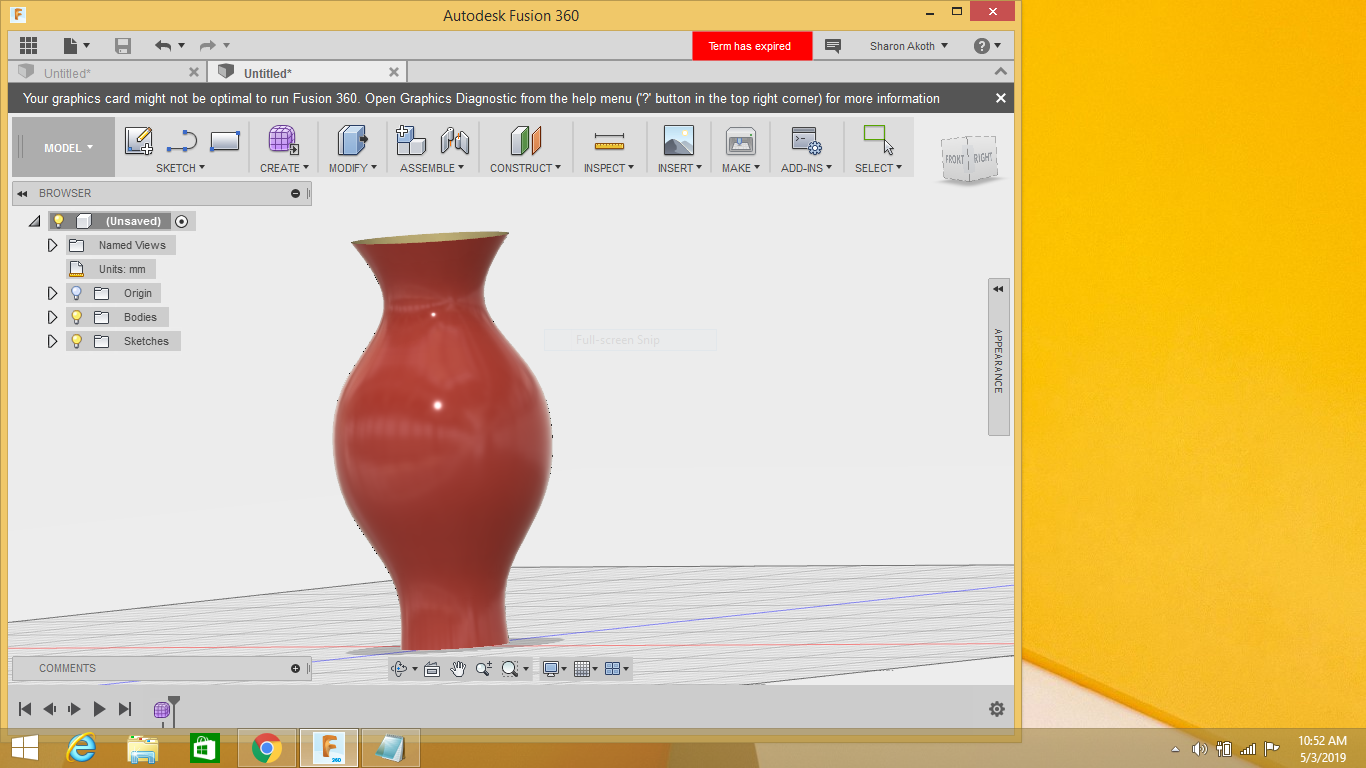 Autodesk Fusion 360
Term has expired
Sharon Akoth
Untitled*
Untitled*
Your graphics card might not be optimal to run Fusion 360. Open Graphics Diagnostic from the help menu ('?' button in the top right corner) for more information
MODEL
SKETCH
CREATE
MODIFY
ASSEMBLE
CONSTRUCT
INSPECT
INSERT
MAKE
ADD-INS
SELECT
FRONT
RIGHT
BROWSER
(Unsaved)
Named Views
Units: mm
Origin
Bodies
Sketches
Full-screen Snip
APPEARANCE
COMMENTS
360
10:52 AM
5/3/2019